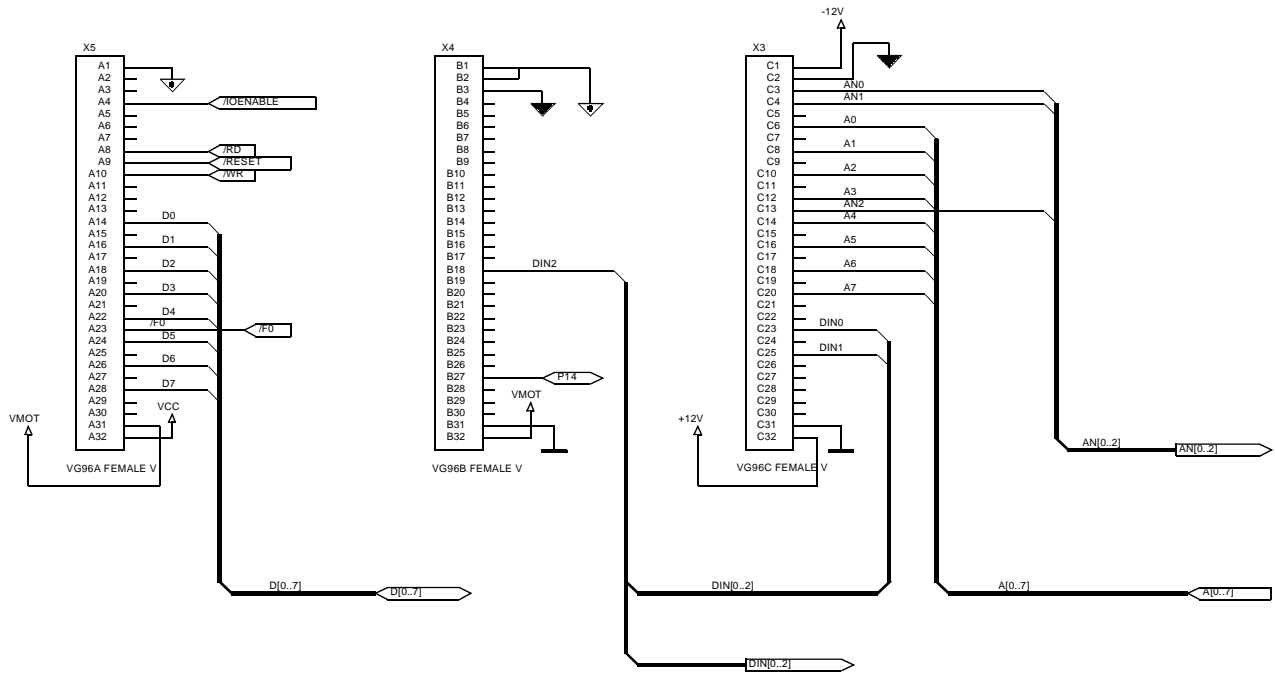 -12V
X5
X4
X3
A1
A2
A3
A4
A5
A6
A7
A8
A9
A10
A11
A12
A13
A14
A15
A16
A17
A18
A19
A20
A21
A22
A23
A24
A25
A26
A27
A28
A29
A30
A31
A32
/IOENABLE
/RD
/RESET
/WR
D0
D1
D2
D3
D4
/F0
/F0
D5
D6
D7
VCC
VMOT
VG96A FEMALE V
D[0..7]
D[0..7]
B1
B2
B3
B4
B5
B6
B7
B8
B9
B10
B11
B12
B13
B14
B15
B16
B17
B18
B19
B20
B21
B22
B23
B24
B25
B26
B27
B28
B29
B30
B31
B32
DIN2
P14
VMOT
VG96B FEMALE V
C1
C2
C3
C4
C5
C6
C7
C8
C9
C10
C11
C12
C13
C14
C15
C16
C17
C18
C19
C20
C21
C22
C23
C24
C25
C26
C27
C28
C29
C30
C31
C32
AN0
AN1
A0
A1
A2
A3
AN2
A4
A5
A6
A7
DIN0
DIN1
+12V
VG96C FEMALE V
AN[0..2]
AN[0..2]
DIN[0..2]
A[0..7]
A[0..7]
DIN[0..2]